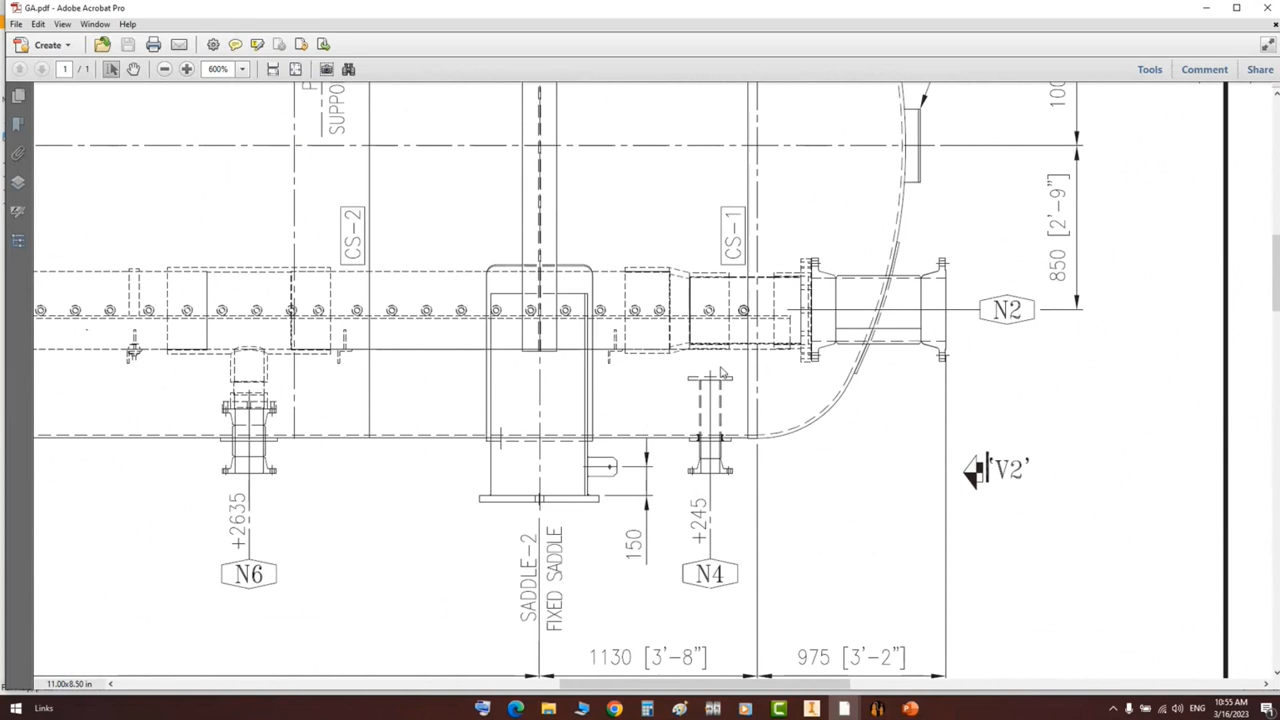 GA.pdf - Adobe Acrobat Pro
File Edit View Window Help
Create
1 / 1 600% Tools Comment Share
SUPPO
100
CS-2
CS-1
850 [2'-9"]
N2
'V2'
+2635
+245
150
N6
N4
SADDLE-2
FIXED SADDLE
1130 [3'-8"]
975 [3'-2"]
11.00x8.50 in
Links
ENG
10:55 AM
3/16/2023